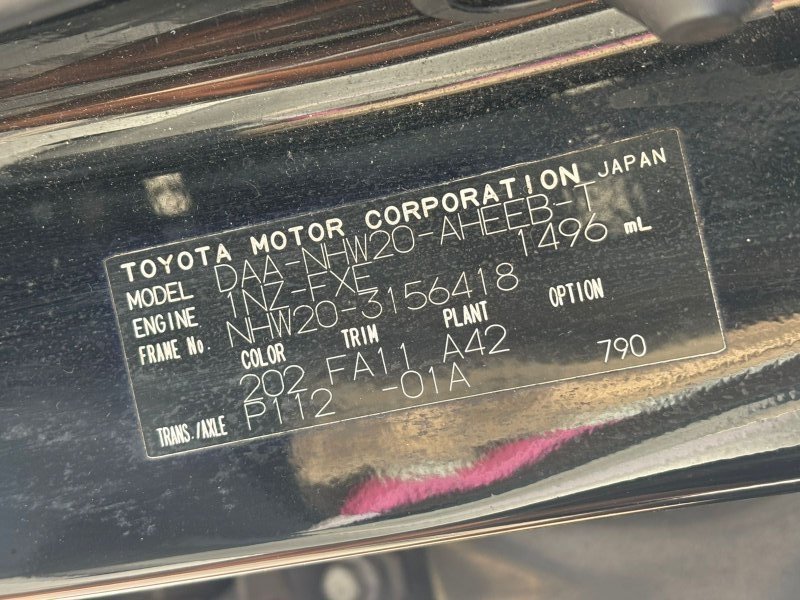 TOYOTA MOTOR CORPORATION JAPAN
MODEL DAA-NHW20-AHEEB-T
ENGINE 1NZ-FXE 1496 mL
FRAME No. NHW20-3156418
COLOR TRIM PLANT OPTION
202 FA11 A42
TRANS./AXLE P112 -01A 790